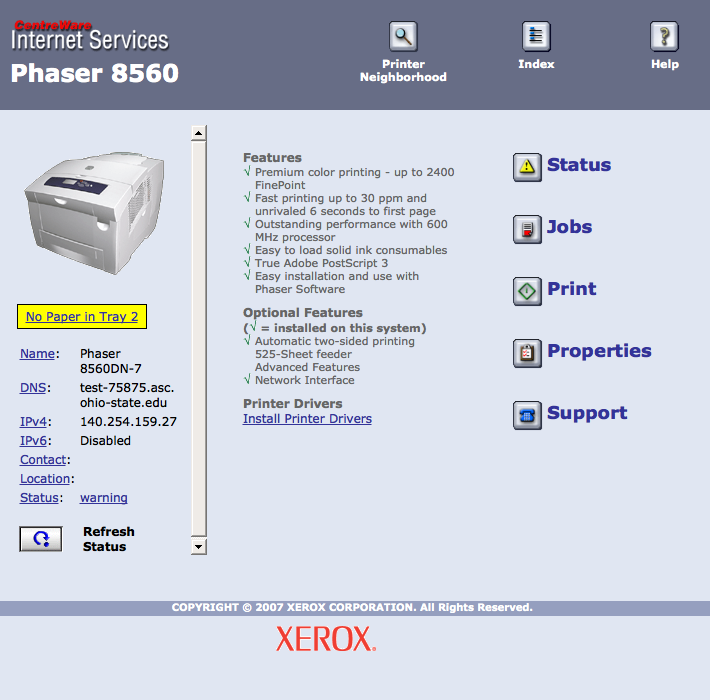 CentreWare
Internet Services
Phaser 8560
Printer
Neighborhood
Index
Help
No Paper in Tray 2
Name: Phaser
8560DN-7
DNS: test-75875.asc.
ohio-state.edu
IPv4: 140.254.159.27
IPv6: Disabled
Contact:
Location:
Status: warning
Refresh
Status
Features
√ Premium color printing - up to 2400
FinePoint
√ Fast printing up to 30 ppm and
unrivaled 6 seconds to first page
√ Outstanding performance with 600
MHz processor
√ Easy to load solid ink consumables
√ True Adobe PostScript 3
√ Easy installation and use with
Phaser Software
Optional Features
(√ = installed on this system)
√ Automatic two-sided printing
525-Sheet feeder
Advanced Features
√ Network Interface
Printer Drivers
Install Printer Drivers
Status
Jobs
Print
Properties
Support
COPYRIGHT © 2007 XEROX CORPORATION. All Rights Reserved.
XEROX.